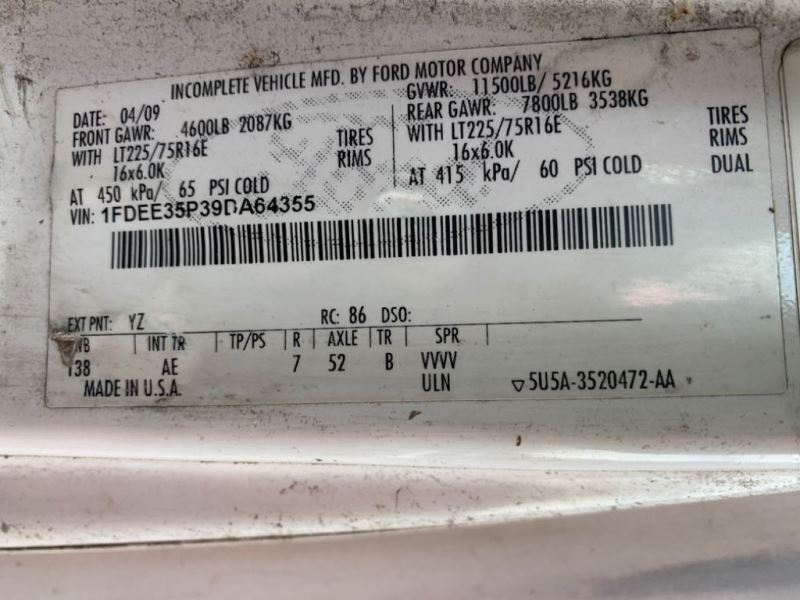 INCOMPLETE VEHICLE MFD. BY FORD MOTOR COMPANY
DATE: 04/09
GVWR: 11500LB/ 5216KG
FRONT GAWR: 4600LB 2087KG
REAR GAWR: 7800LB 3538KG
WITH LT225/75R16E TIRES
WITH LT225/75R16E TIRES
16x6.0K RIMS
16x6.0K RIMS
AT 450 kPa/ 65 PSI COLD
AT 415 kPa/ 60 PSI COLD DUAL
VIN: 1FDEE35P39DA64355
EXT PNT: YZ RC: 86 DSO:
WB INT TR TP/PS R AXLE TR SPR
138 AE 7 52 B VVVV
MADE IN U.S.A. ULN ▽5U5A-3520472-AA